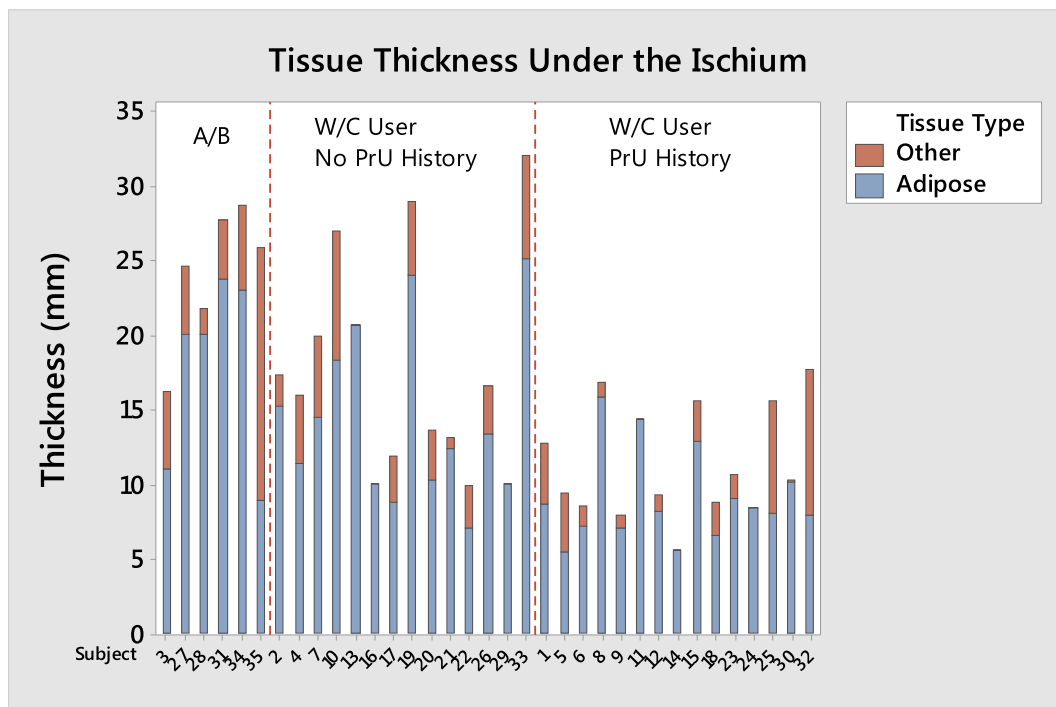 Tissue Thickness Under the Ischium
35
30
25
20
15
10
5
0
Thickness (mm)
A/B
W/C User
No PrU History
W/C User
PrU History
Tissue Type
Other
Adipose
Subject
3 27 28 31 34 35 2 4 7 10 13 16 17 19 20 21 22 26 29 33 1 5 6 8 9 11 12 14 15 18 23 24 25 30 32